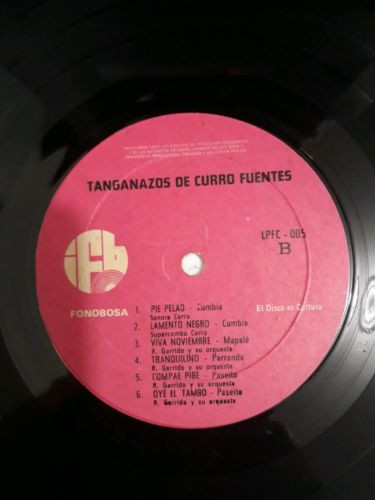 TANGANAZOS DE CURRO FUENTES
LPFC - 005
B
ifb
FONOBOSA
El Disco es Cultura
1. PIE PELAO - Cumbia
Sonora Curro
2. LAMENTO NEGRO - Cumbia
Supercombo Curro
3. VIVA NOVIEMBRE - Mapalé
R. Garrido y su orquesta
4. TRANQUILINO - Parranda
R. Garrido y su orquesta
5. COMPAE PIBE - Paseito
R. Garrido y su orquesta
6. OYE EL TAMBO - Paseito
R. Garrido y su orquesta